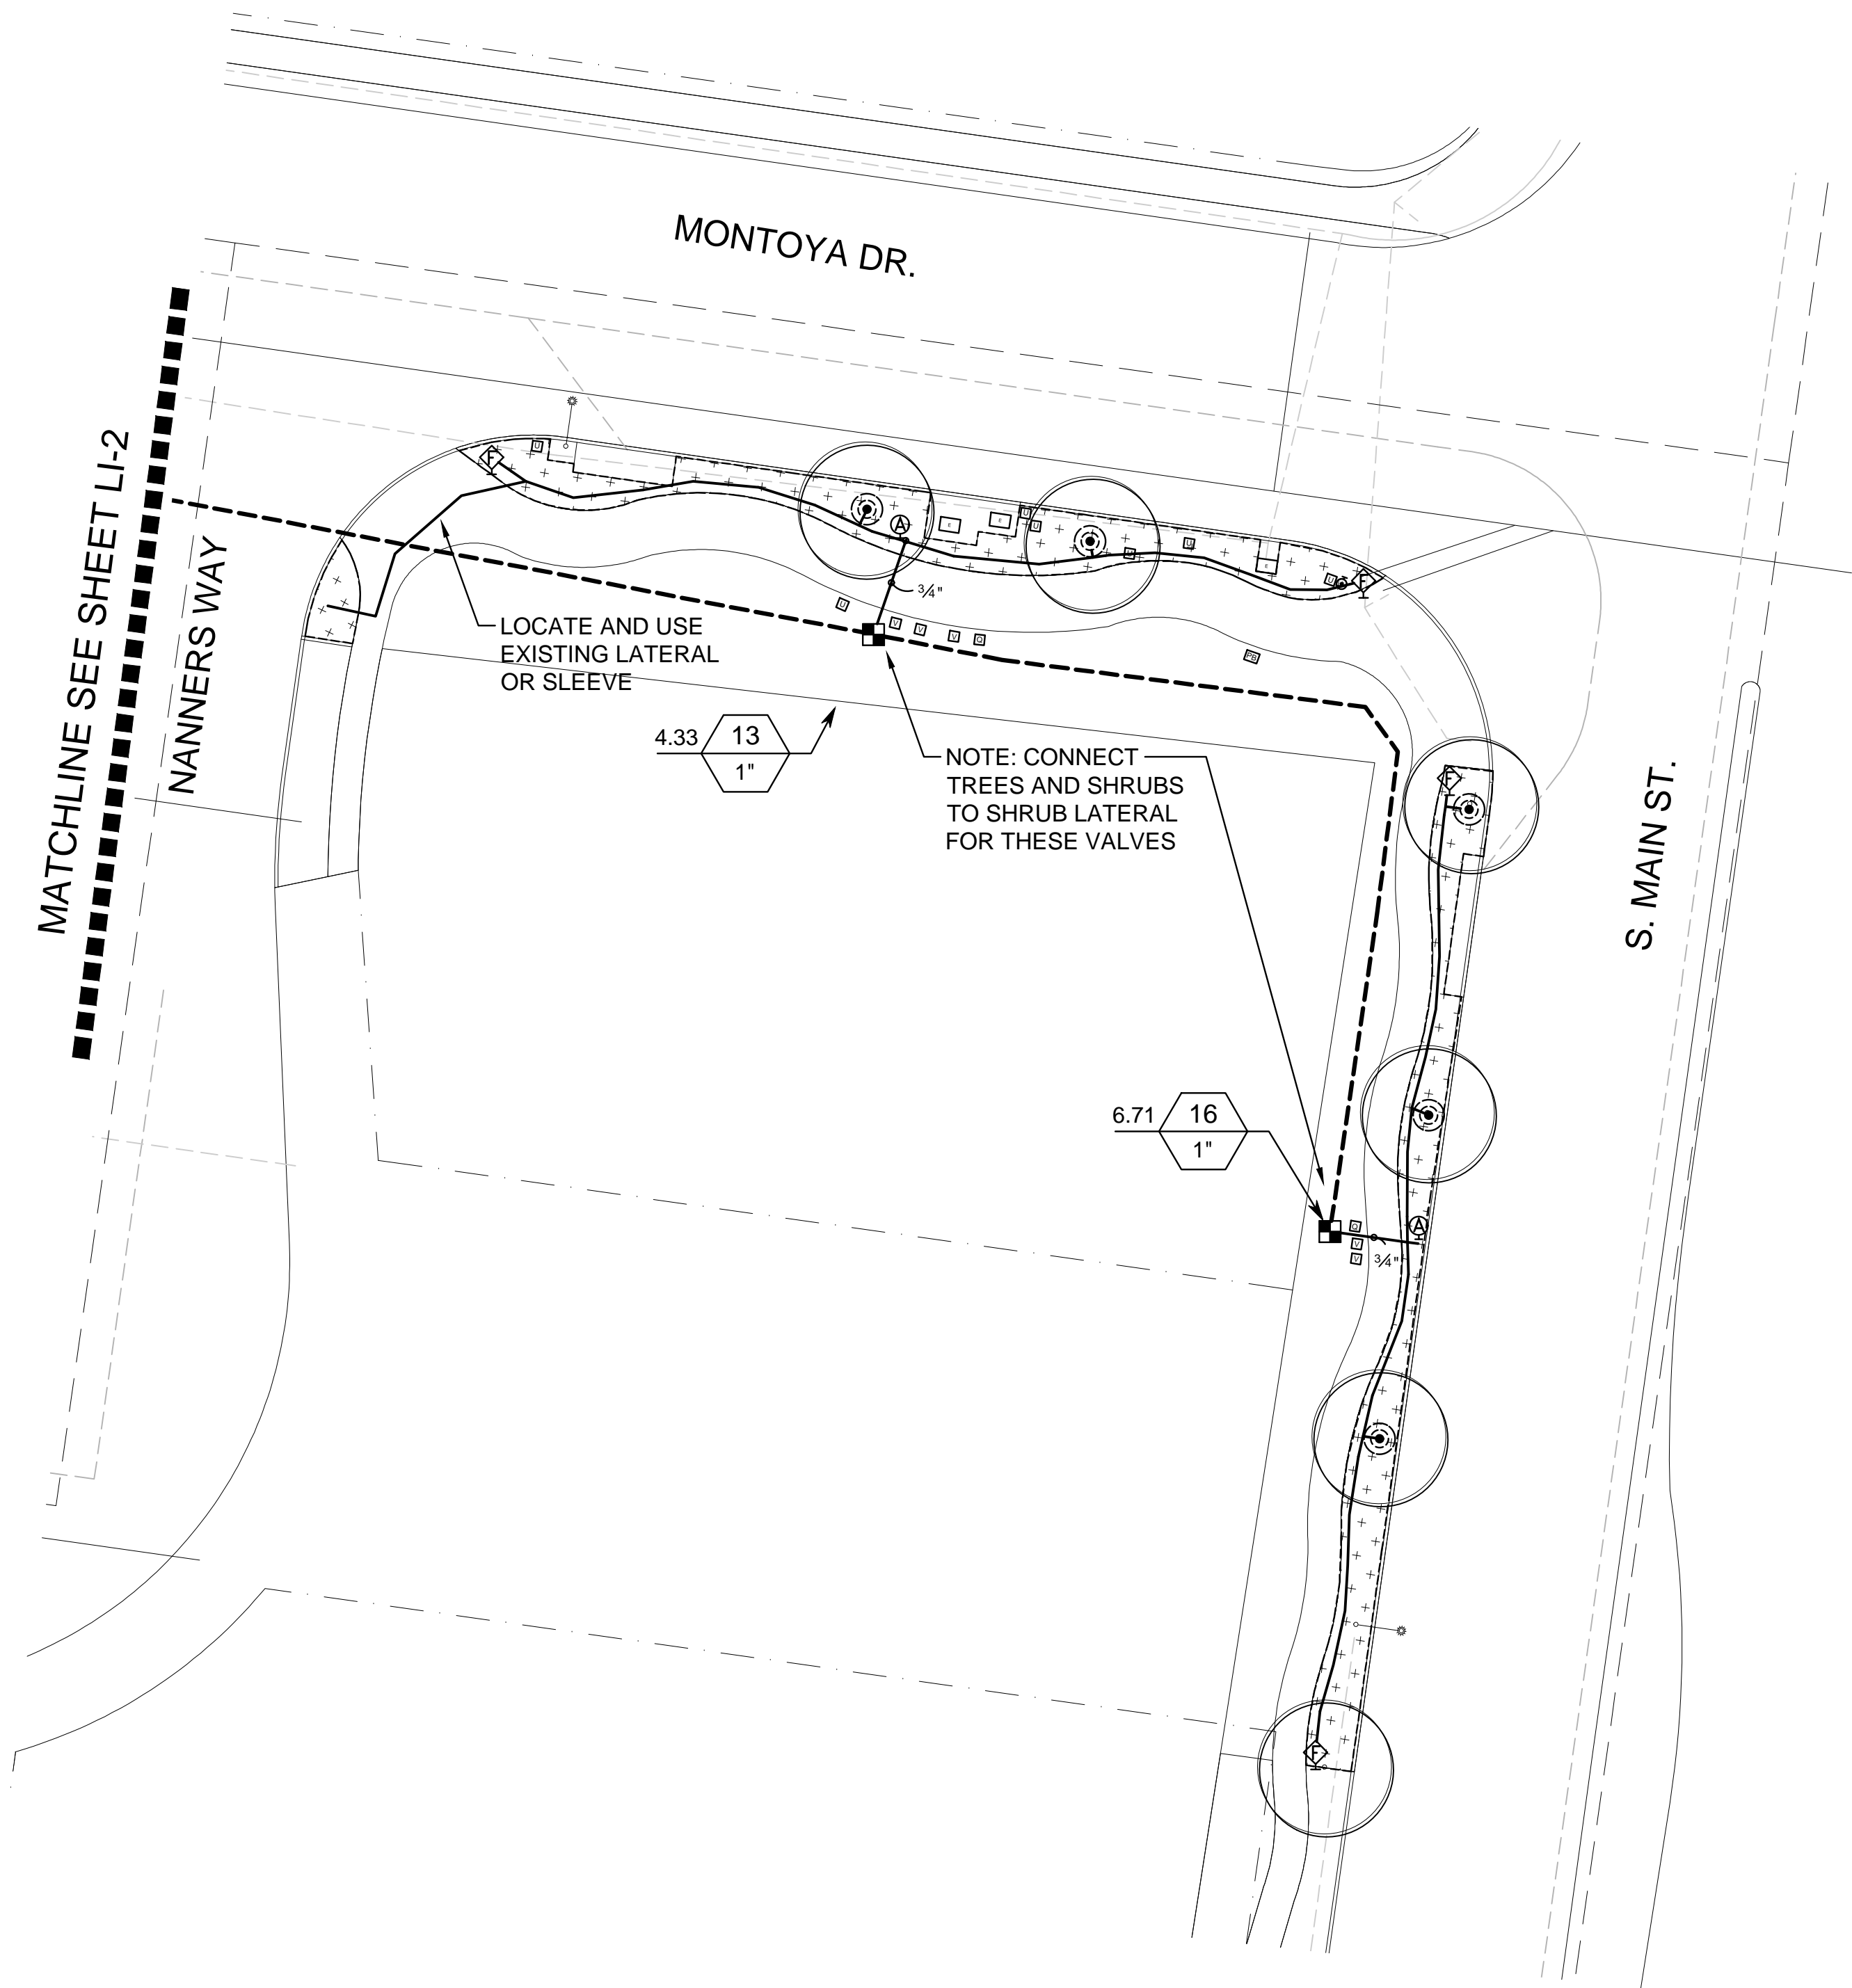 MONTOYA DR.
MATCHLINE SEE SHEET LI-2
NANNERS WAY
F
U
A
E
E
U
U
U
U
E
U
F
3/4"
U
V
V
V
Q
PB
LOCATE AND USE
EXISTING LATERAL
OR SLEEVE
4.33
13
1"
NOTE: CONNECT
TREES AND SHRUBS
TO SHRUB LATERAL
FOR THESE VALVES
F
S. MAIN ST.
6.71
16
1"
A
Q
V
V
3/4"
F